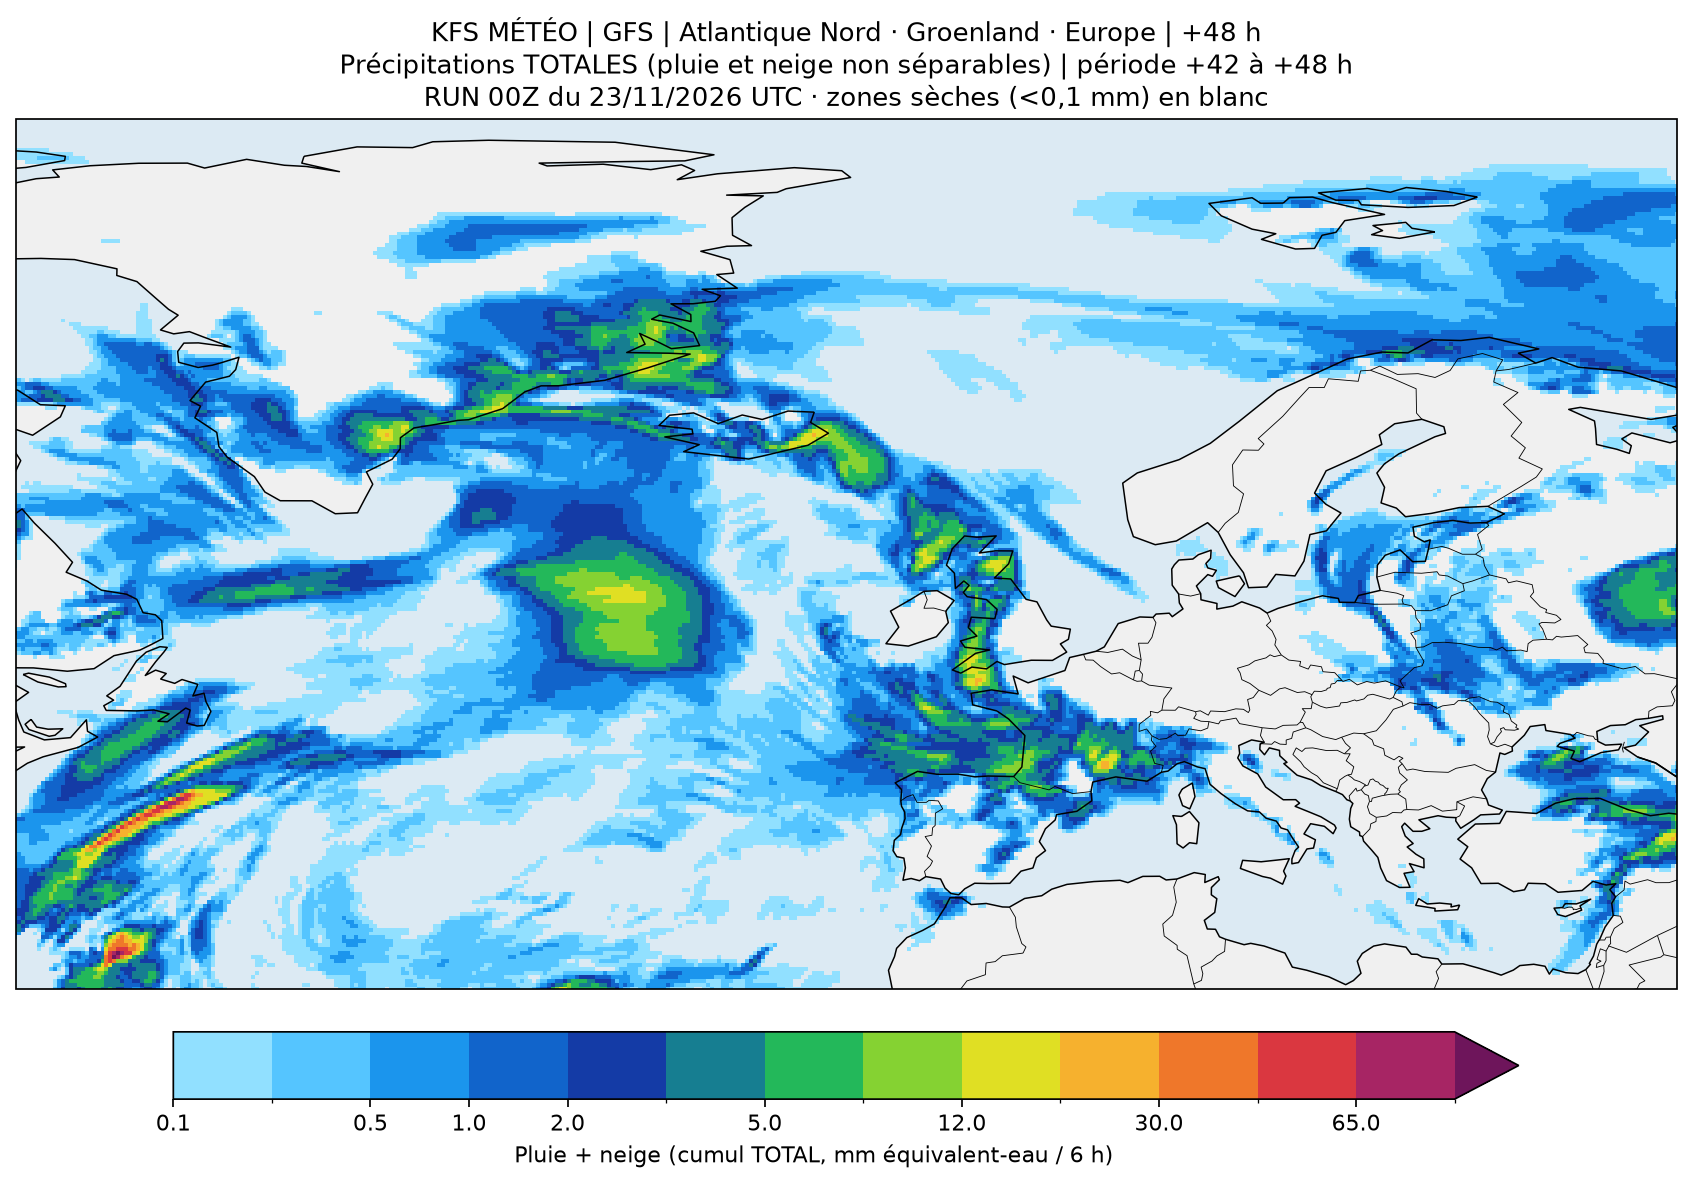 KFS MÉTÉO | GFS | Atlantique Nord · Groenland · Europe | +48 h
Précipitations TOTALES (pluie et neige non séparables) | période +42 à +48 h
RUN 00Z du 23/11/2026 UTC · zones sèches (<0,1 mm) en blanc
0.1 0.5 1.0 2.0 5.0 12.0 30.0 65.0
Pluie + neige (cumul TOTAL, mm équivalent-eau / 6 h)